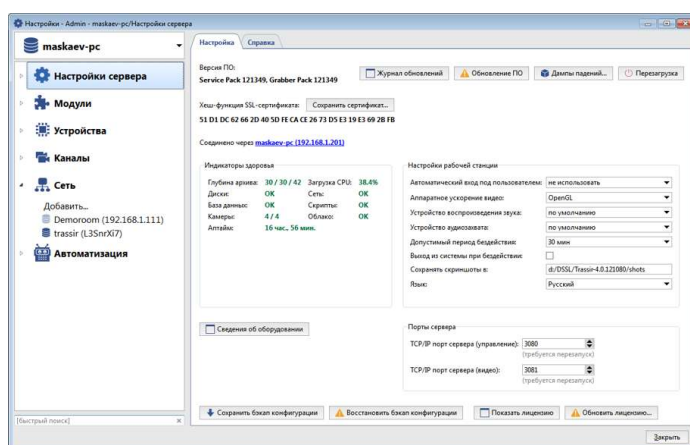 Настройки - Admin - maskaev-pc/Настройки сервера
maskaev-pc
Настройки сервера
Модули
Устройства
Каналы
Сеть
Добавить...
Demoroom (192.168.1.111)
trassir (L3SnrXi7)
Автоматизация
[быстрый поиск]
Настройка Справка
Версия ПО:
Service Pack 121349, Grabber Pack 121349
Журнал обновлений Обновление ПО Дампы падений... Перезагрузка
Хеш-функция SSL-сертификата: Сохранить сертификат...
51 D1 DC 62 66 2D 40 5D FE CA CE 26 73 D5 E3 19 E3 69 2B FB
Соединено через maskaev-pc (192.168.1.201)
Индикаторы здоровья
Глубина архива: 30 / 30 / 42 Загрузка CPU: 38.4%
Диски: OK Сеть: OK
База данных: OK Скрипты: OK
Камеры: 4 / 4 Облако: OK
Аптайм: 16 час., 56 мин.
Настройки рабочей станции
Автоматический вход под пользователем: не использовать
Аппаратное ускорение видео: OpenGL
Устройство воспроизведения звука: по умолчанию
Устройство аудиозахвата: по умолчанию
Допустимый период бездействия: 30 мин
Выход из системы при бездействии:
Сохранять скриншоты в: d:/DSSL/Trassir-4.0.121080/shots
Язык: Русский
Сведения об оборудовании
Порты сервера
TCP/IP порт сервера (управление): 3080
(требуется перезапуск)
TCP/IP порт сервера (видео): 3081
(требуется перезапуск)
Сохранить бэкап конфигурации Восстановить бэкап конфигурации Показать лицензию Обновить лицензию...
Закрыть